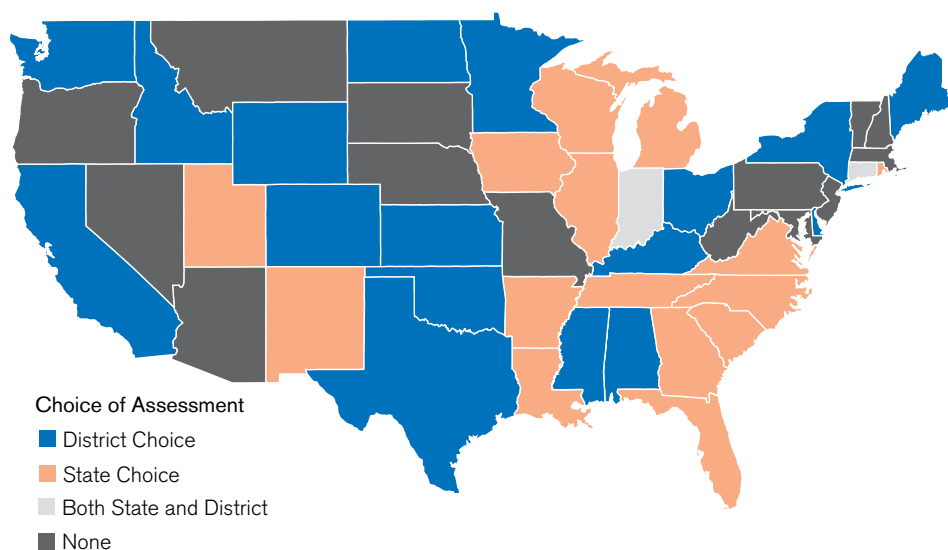 Choice of Assessment
District Choice
State Choice
Both State and District
None